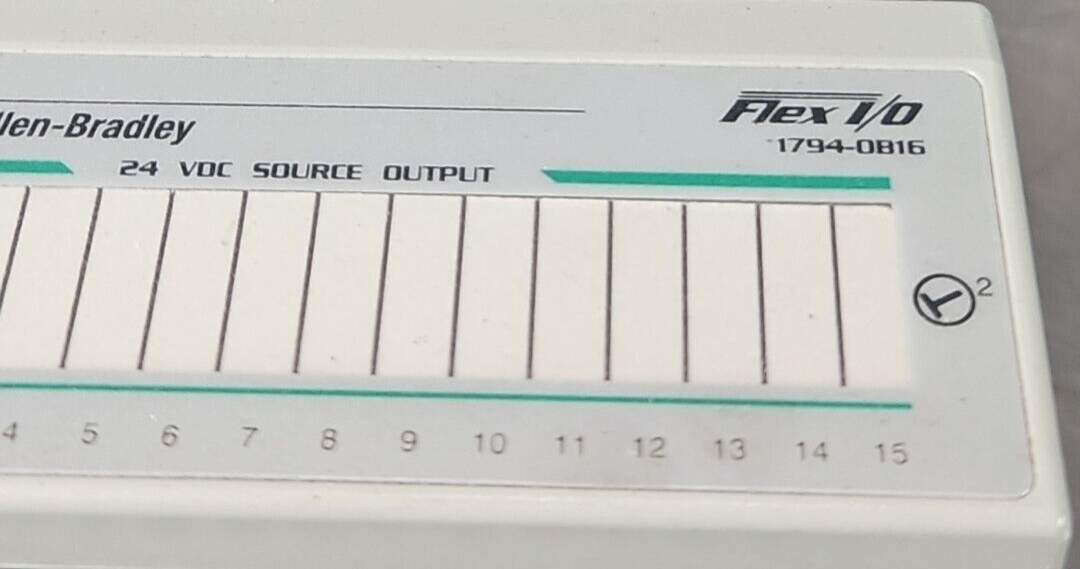 Flex I/O
llen-Bradley
1794-OB16
24 VDC SOURCE OUTPUT
2
4 5 6 7 8 9 10 11 12 13 14 15